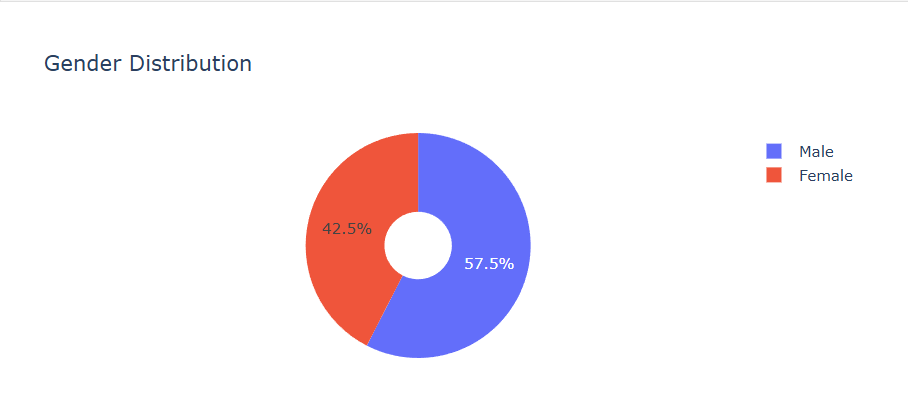 Gender Distribution
Male
Female
42.5%
57.5%